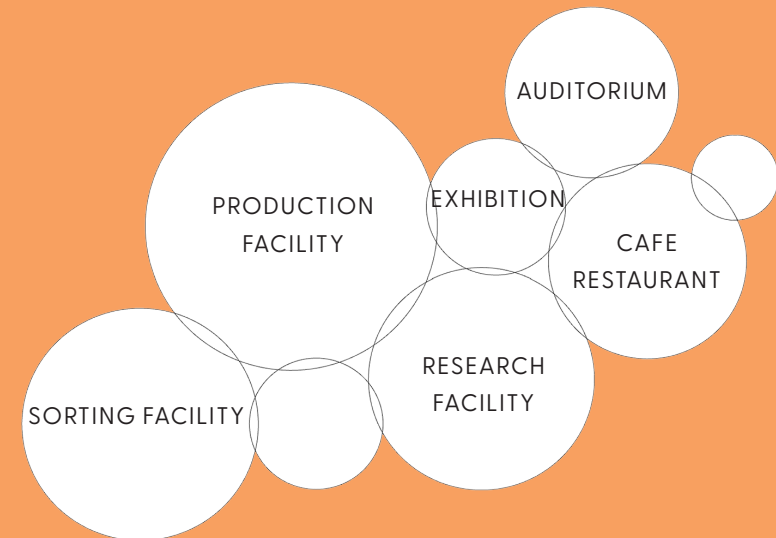 AUDITORIUM
PRODUCTION
FACILITY
EXHIBITION
CAFE
RESTAURANT
RESEARCH
FACILITY
SORTING FACILITY